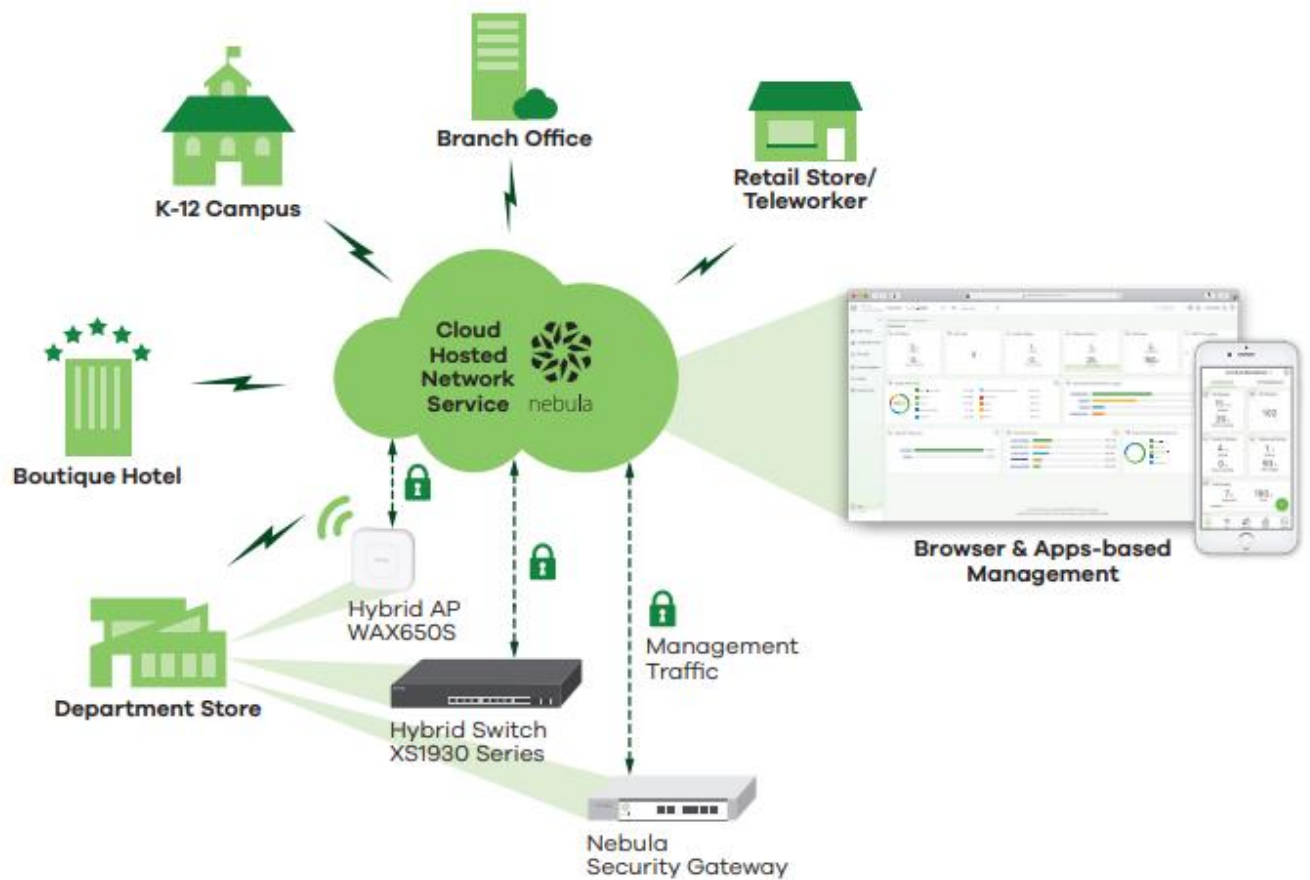 Branch Office
Retail Store/
Teleworker
K-12 Campus
Cloud
Hosted
Network
Service
nebula
Boutique Hotel
Browser & Apps-based
Management
Hybrid AP
WAX650S
Management
Traffic
Department Store
Hybrid Switch
XS1930 Series
Nebula
Security Gateway
102